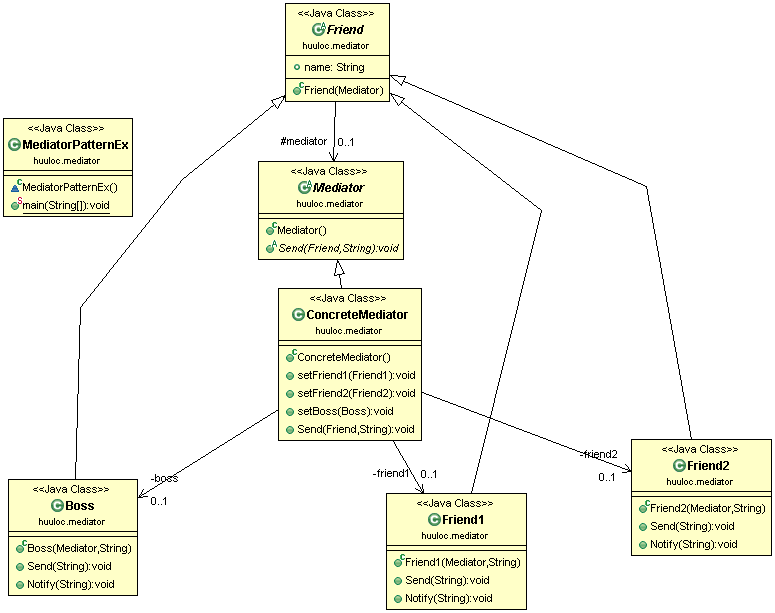 <<Java Class>>
Friend
huuloc.mediator
name: String
Friend(Mediator)
#mediator 0..1
<<Java Class>>
MediatorPatternEx
huuloc.mediator
MediatorPatternEx()
main(String[]):void
<<Java Class>>
Mediator
huuloc.mediator
Mediator()
Send(Friend,String):void
<<Java Class>>
ConcreteMediator
huuloc.mediator
ConcreteMediator()
setFriend1(Friend1):void
setFriend2(Friend2):void
setBoss(Boss):void
Send(Friend,String):void
-boss
0..1
-friend1 0..1
-friend2
0..1
<<Java Class>>
Boss
huuloc.mediator
Boss(Mediator,String)
Send(String):void
Notify(String):void
<<Java Class>>
Friend1
huuloc.mediator
Friend1(Mediator,String)
Send(String):void
Notify(String):void
<<Java Class>>
Friend2
huuloc.mediator
Friend2(Mediator,String)
Send(String):void
Notify(String):void